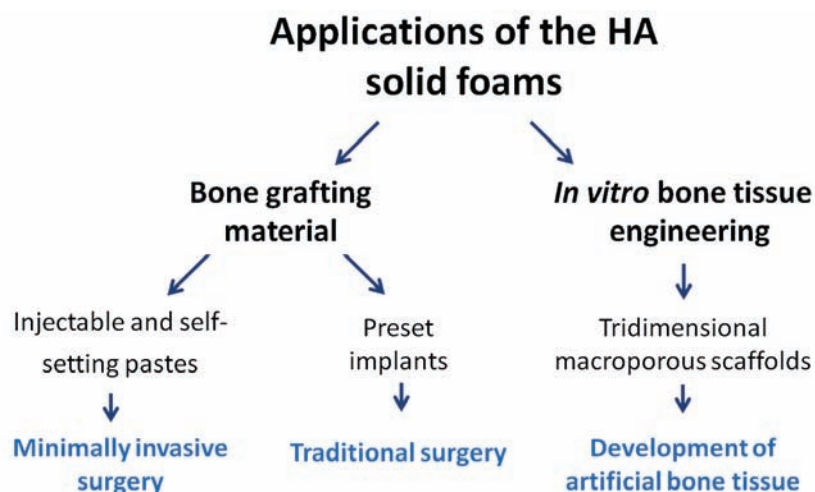 Applications of the HA
solid foams
Bone grafting
material
In vitro bone tissue
engineering
Injectable and self-
setting pastes
Preset
implants
Tridimensional
macroporous scaffolds
Minimally invasive
surgery
Traditional surgery
Development of
artificial bone tissue